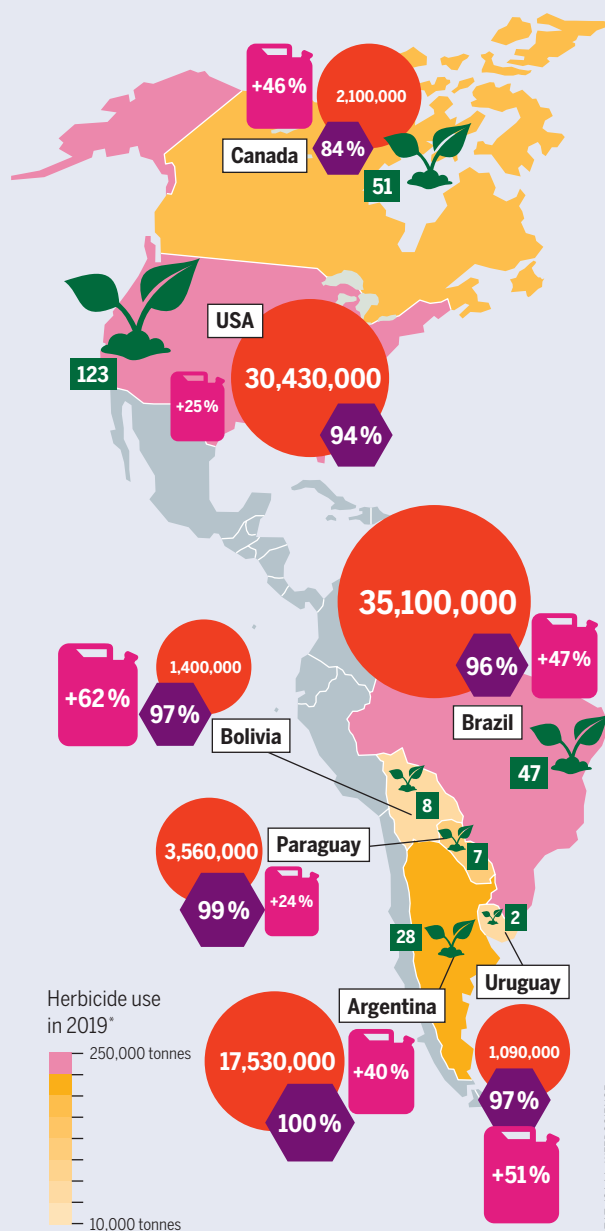 +46 %
2,100,000
Canada
84 %
51
USA
123
30,430,000
+25 %
94 %
35,100,000
1,400,000
+62 %
97 %
96 %
+47 %
Bolivia
Brazil
47
8
3,560,000
Paraguay
7
99 %
+24 %
2
28
Uruguay
Argentina
Herbicide use
in 2019*
250,000 tonnes
17,530,000
+40 %
1,090,000
100 %
97 %
+51 %
10,000 tonnes